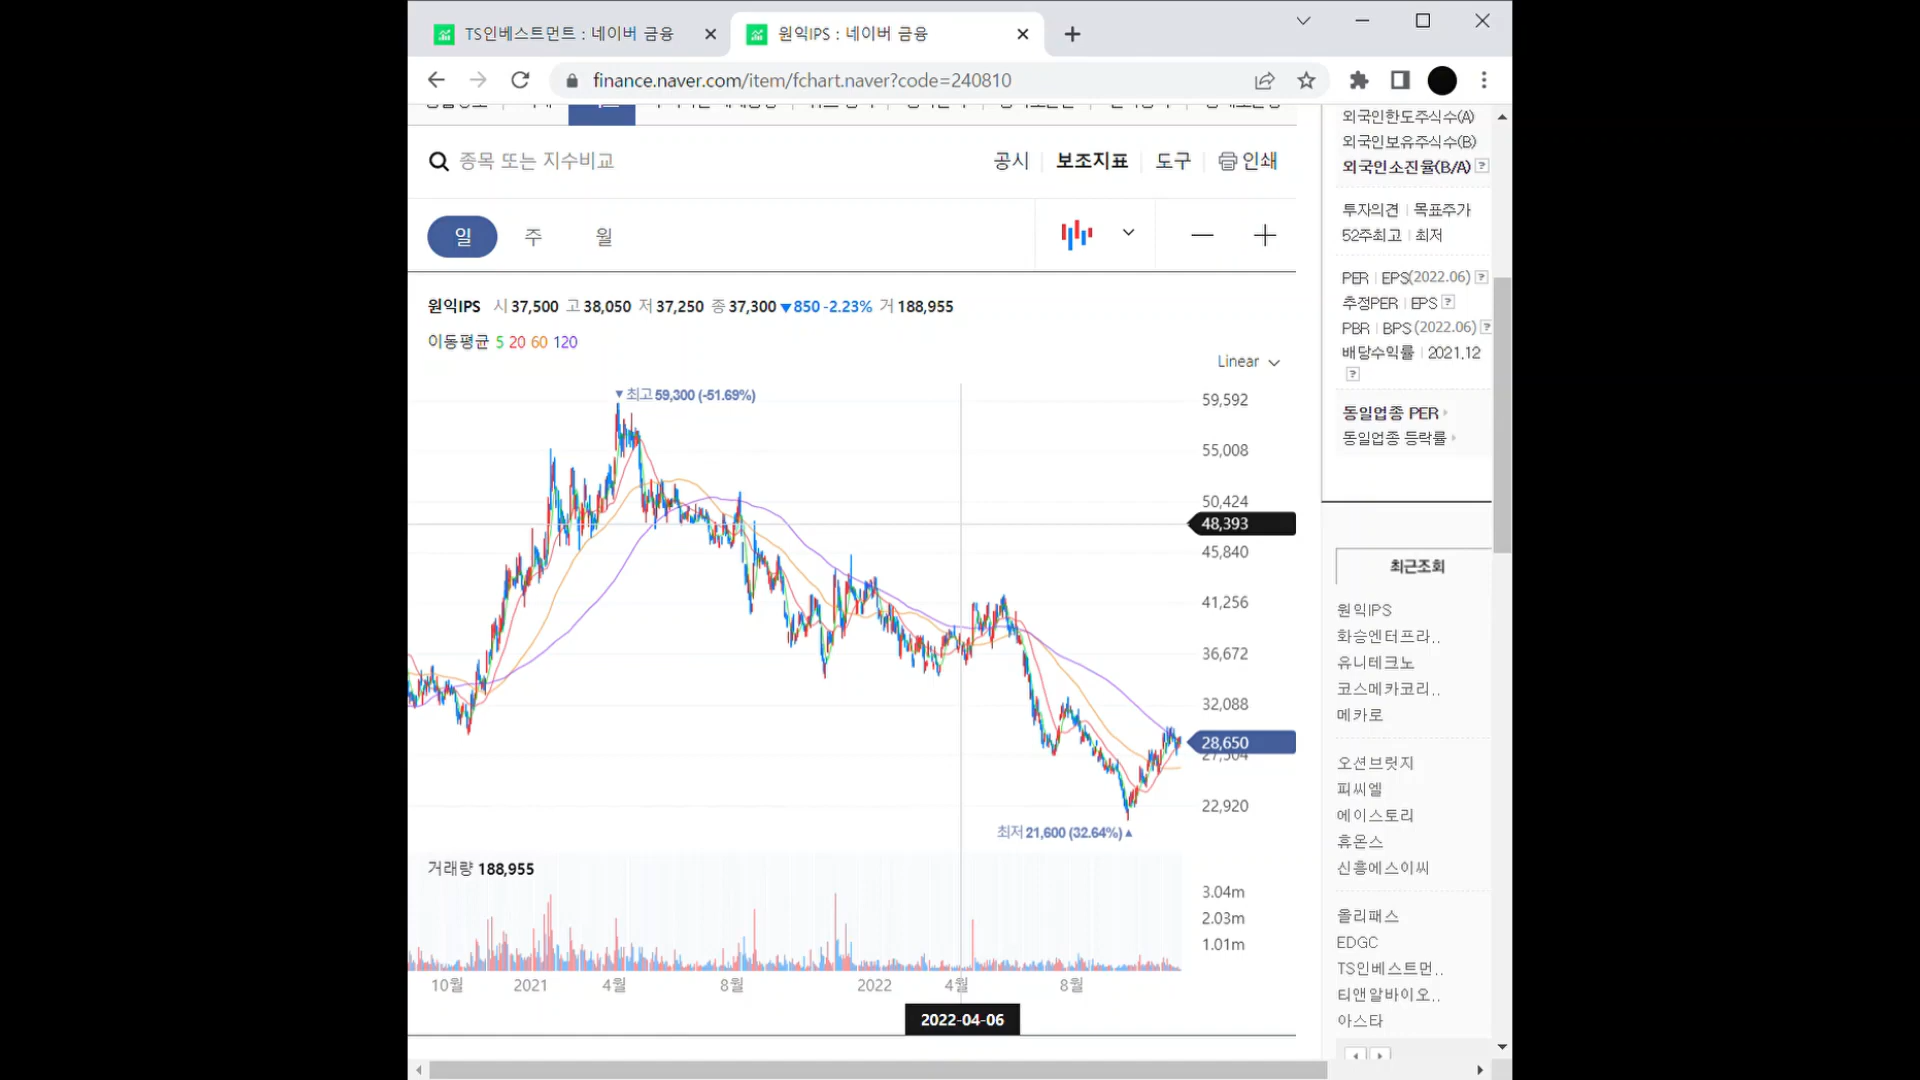 TS인베스트먼트 : 네이버 금융
원익IPS : 네이버 금융
finance.naver.com/item/fchart.naver?code=240810
종목 또는 지수비교
공시
보조지표
도구
인쇄
일
주
월
원익IPS 시 37,500 고 38,050 저 37,250 종 37,300 ▼850 -2.23% 거 188,955
이동평균 5 20 60 120
Linear
▼최고 59,300 (-51.69%)
59,592
55,008
50,424
48,393
45,840
41,256
36,672
32,088
28,650
27,504
22,920
최저 21,600 (32.64%)▲
거래량 188,955
3.04m
2.03m
1.01m
10월
2021
4월
8월
2022
4월
8월
2022-04-06
외국인한도주식수(A)
외국인보유주식수(B)
외국인소진율(B/A) ?
투자의견 | 목표주가
52주최고 | 최저
PER | EPS(2022.06) ?
추정PER | EPS ?
PBR | BPS (2022.06) ?
배당수익률 | 2021.12
?
동일업종 PER
동일업종 등락률
최근조회
원익IPS
화승엔터프라..
유니테크노
코스메카코리..
메카로
오션브릿지
피씨엘
에이스토리
휴온스
신흥에스이씨
올리패스
EDGC
TS인베스트먼..
티앤알바이오..
아스타